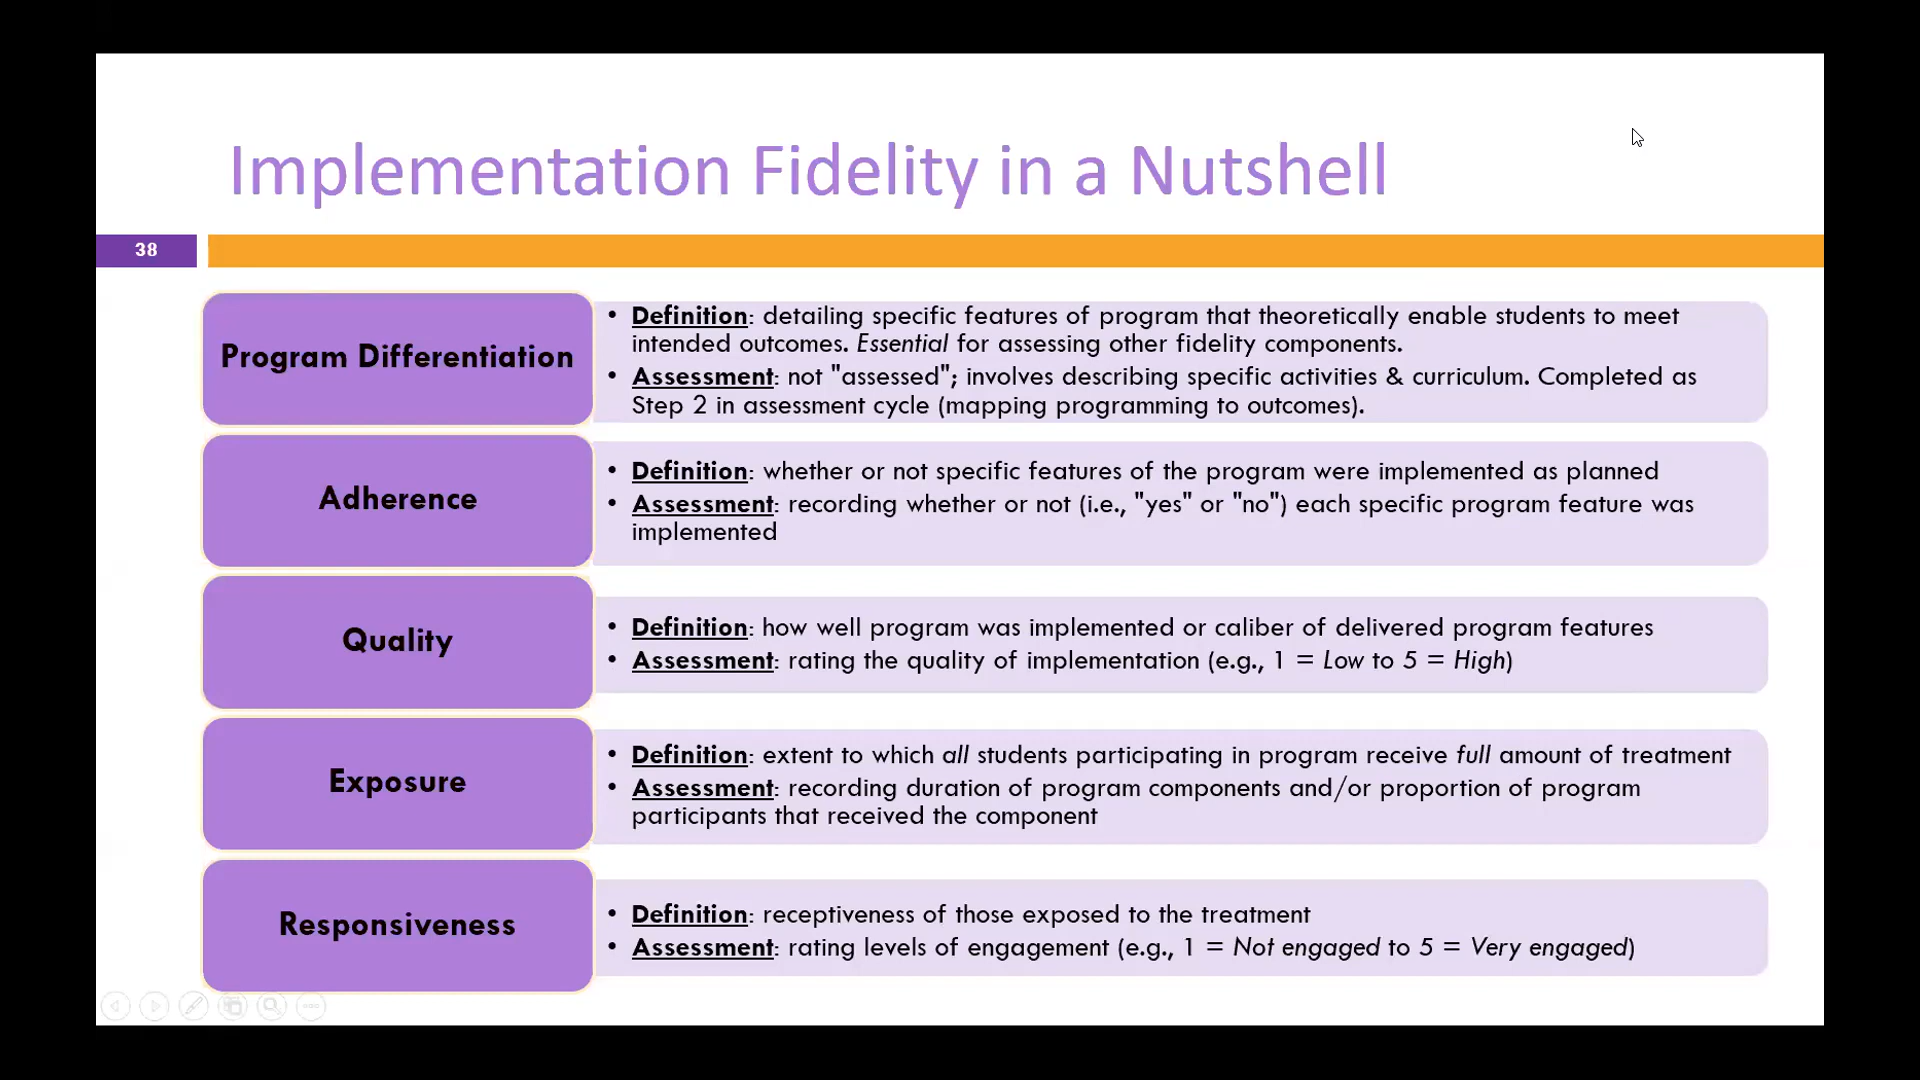 Implementation Fidelity in a Nutshell
38
Program Differentiation
• Definition: detailing specific features of program that theoretically enable students to meet
intended outcomes. Essential for assessing other fidelity components.
• Assessment: not "assessed"; involves describing specific activities & curriculum. Completed as
Step 2 in assessment cycle (mapping programming to outcomes).
Adherence
• Definition: whether or not specific features of the program were implemented as planned
• Assessment: recording whether or not (i.e., "yes" or "no") each specific program feature was
implemented
Quality
• Definition: how well program was implemented or caliber of delivered program features
• Assessment: rating the quality of implementation (e.g., 1 = Low to 5 = High)
Exposure
• Definition: extent to which all students participating in program receive full amount of treatment
• Assessment: recording duration of program components and/or proportion of program
participants that received the component
Responsiveness
• Definition: receptiveness of those exposed to the treatment
• Assessment: rating levels of engagement (e.g., 1 = Not engaged to 5 = Very engaged)